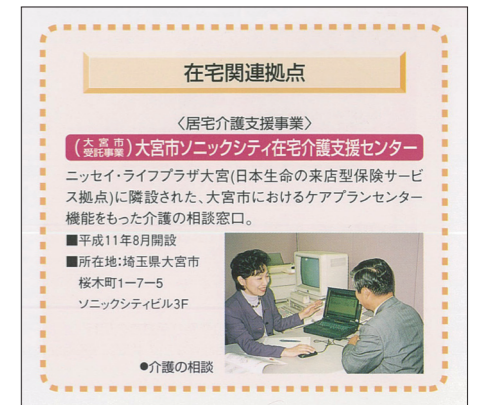 在宅関連拠点
〈居宅介護支援事業〉
(大宮市受託事業)大宮市ソニックシティ在宅介護支援センター
ニッセイ・ライフプラザ大宮(日本生命の来店型保険サービ
ス拠点)に隣設された、大宮市におけるケアプランセンター
機能をもった介護の相談窓口。
■平成11年8月開設
■所在地:埼玉県大宮市
桜木町1ー7ー5
ソニックシティビル3F
●介護の相談